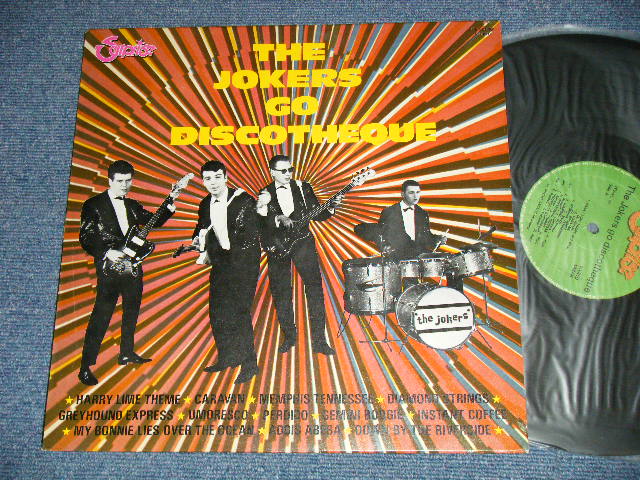 THE
JOKERS
GO
DISCOTHEQUE
"the jokers"
★ HARRY LIME THEME ★ CARAVAN ★ MEMPHIS TENNESSEE ★ DIAMOND STRINGS ★
GREYHOUND EXPRESS ★ UMORESCO ★ PERDIDO ★ GEMINI BOOGIE ★ INSTANT COFFEE
★ MY BONNIE LIES OVER THE OCEAN ★ ADDIS ABEBA ★ DOWN BY THE RIVERSIDE ★
The Jokers go discotheque